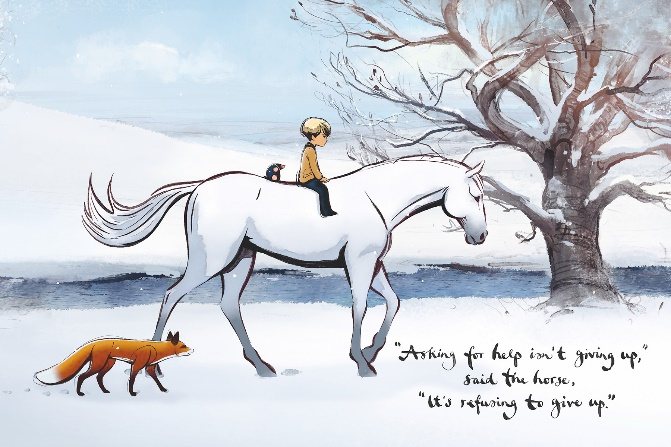 "Asking for help isn't giving up,"
said the horse,
"It's refusing to give up."